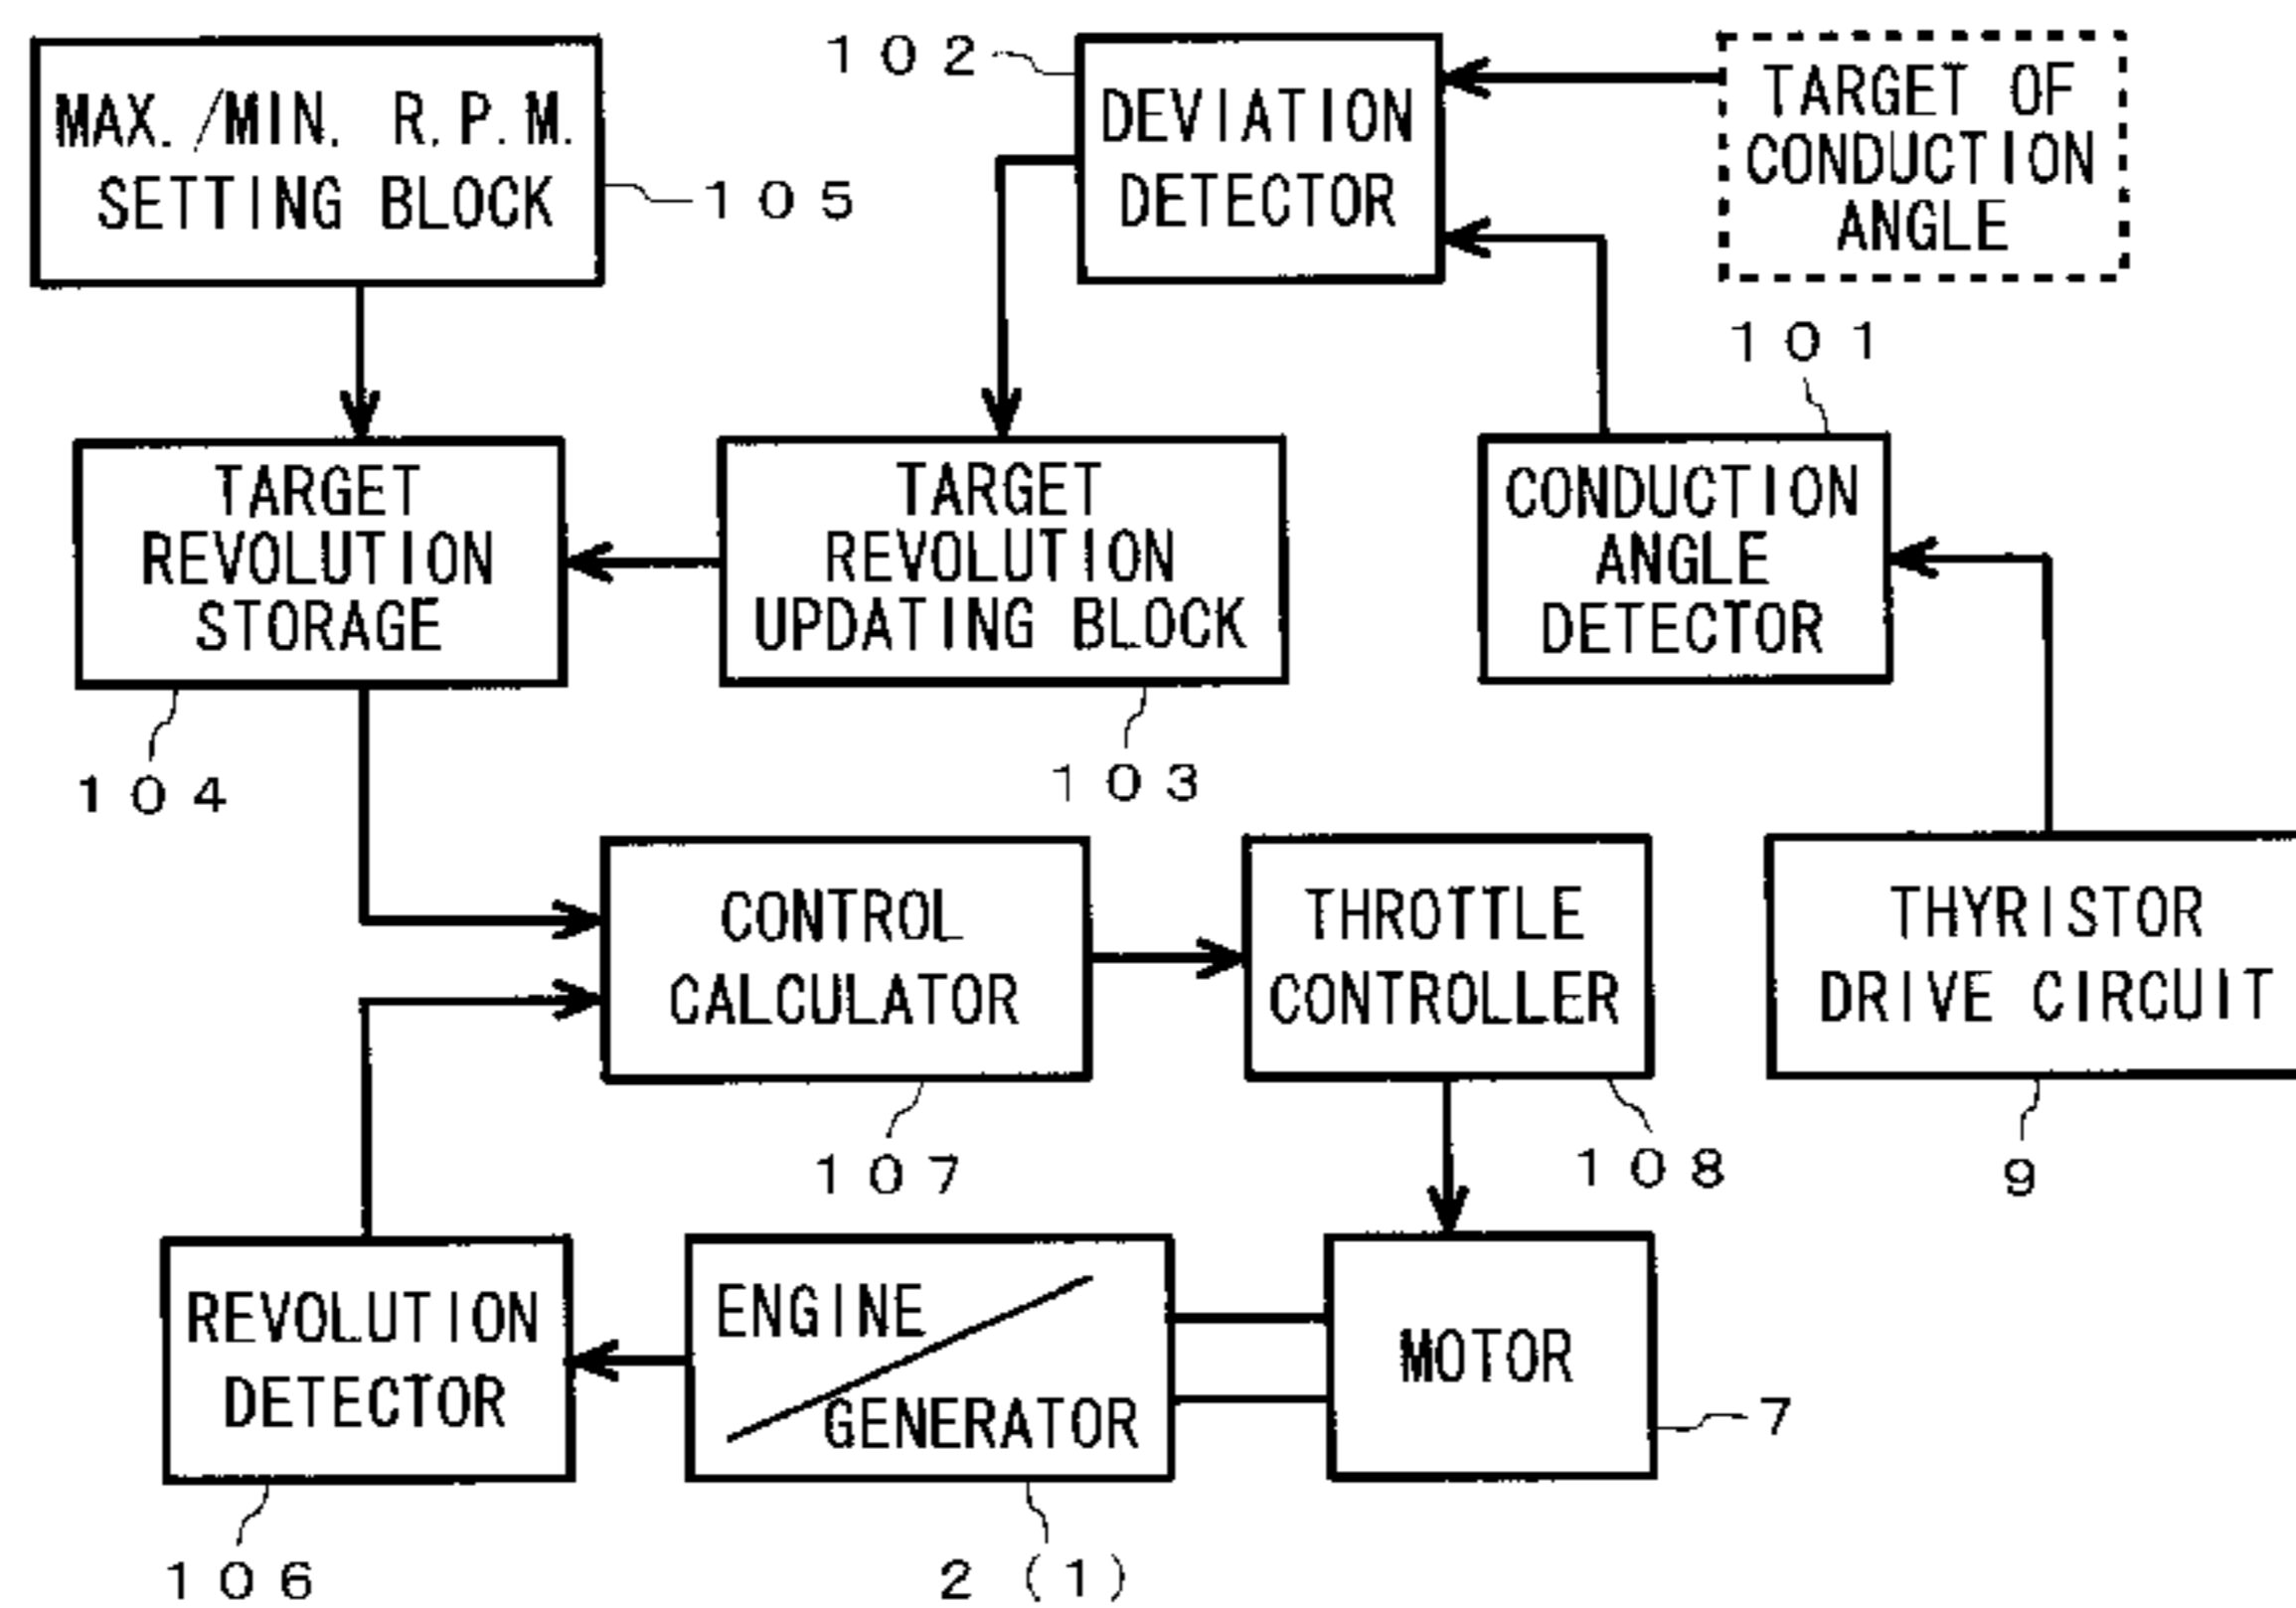 MAX./MIN. R.P.M.
SETTING BLOCK
105
102
DEVIATION
DETECTOR
TARGET OF
CONDUCTION
ANGLE
101
TARGET
REVOLUTION
STORAGE
104
TARGET
REVOLUTION
UPDATING BLOCK
103
CONDUCTION
ANGLE
DETECTOR
CONTROL
CALCULATOR
107
THROTTLE
CONTROLLER
108
THYRISTOR
DRIVE CIRCUIT
9
REVOLUTION
DETECTOR
106
ENGINE
GENERATOR
2(1)
MOTOR
7